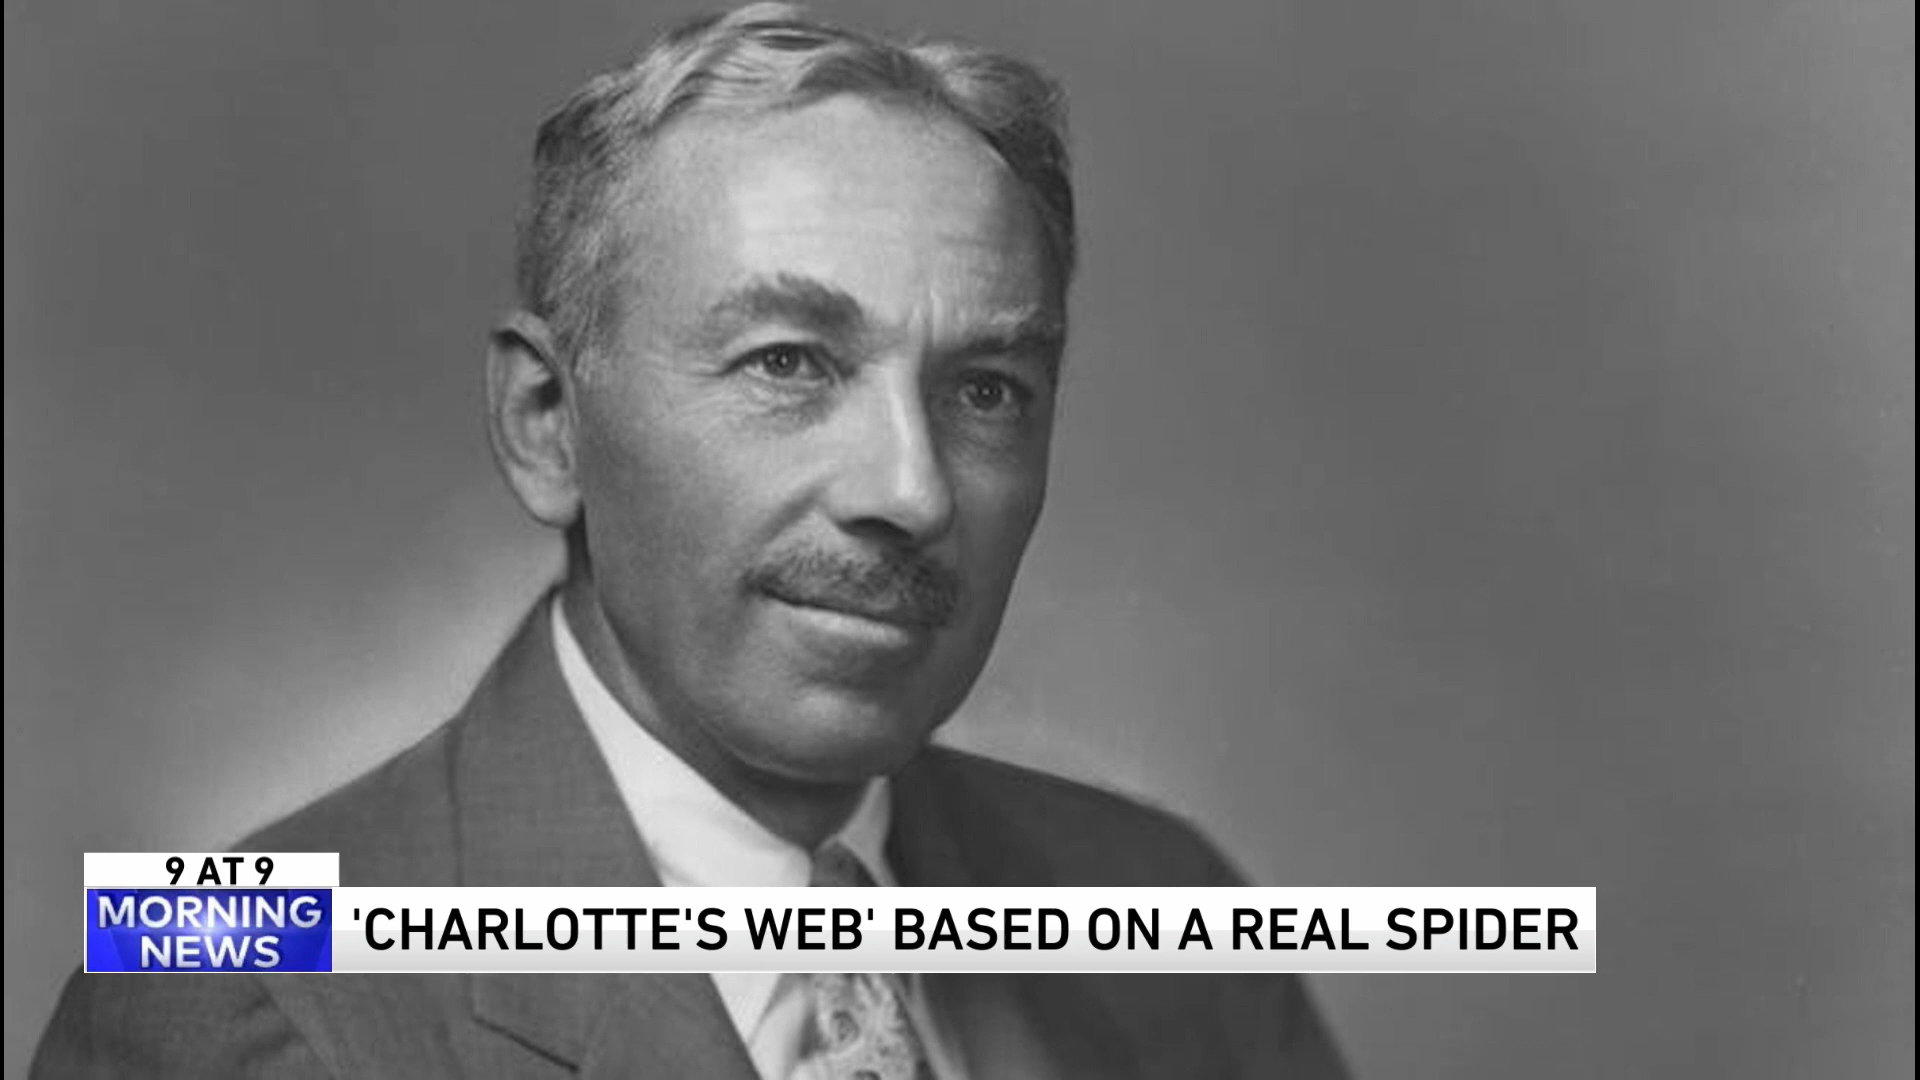 9 AT 9
MORNING
NEWS
'CHARLOTTE'S WEB' BASED ON A REAL SPIDER